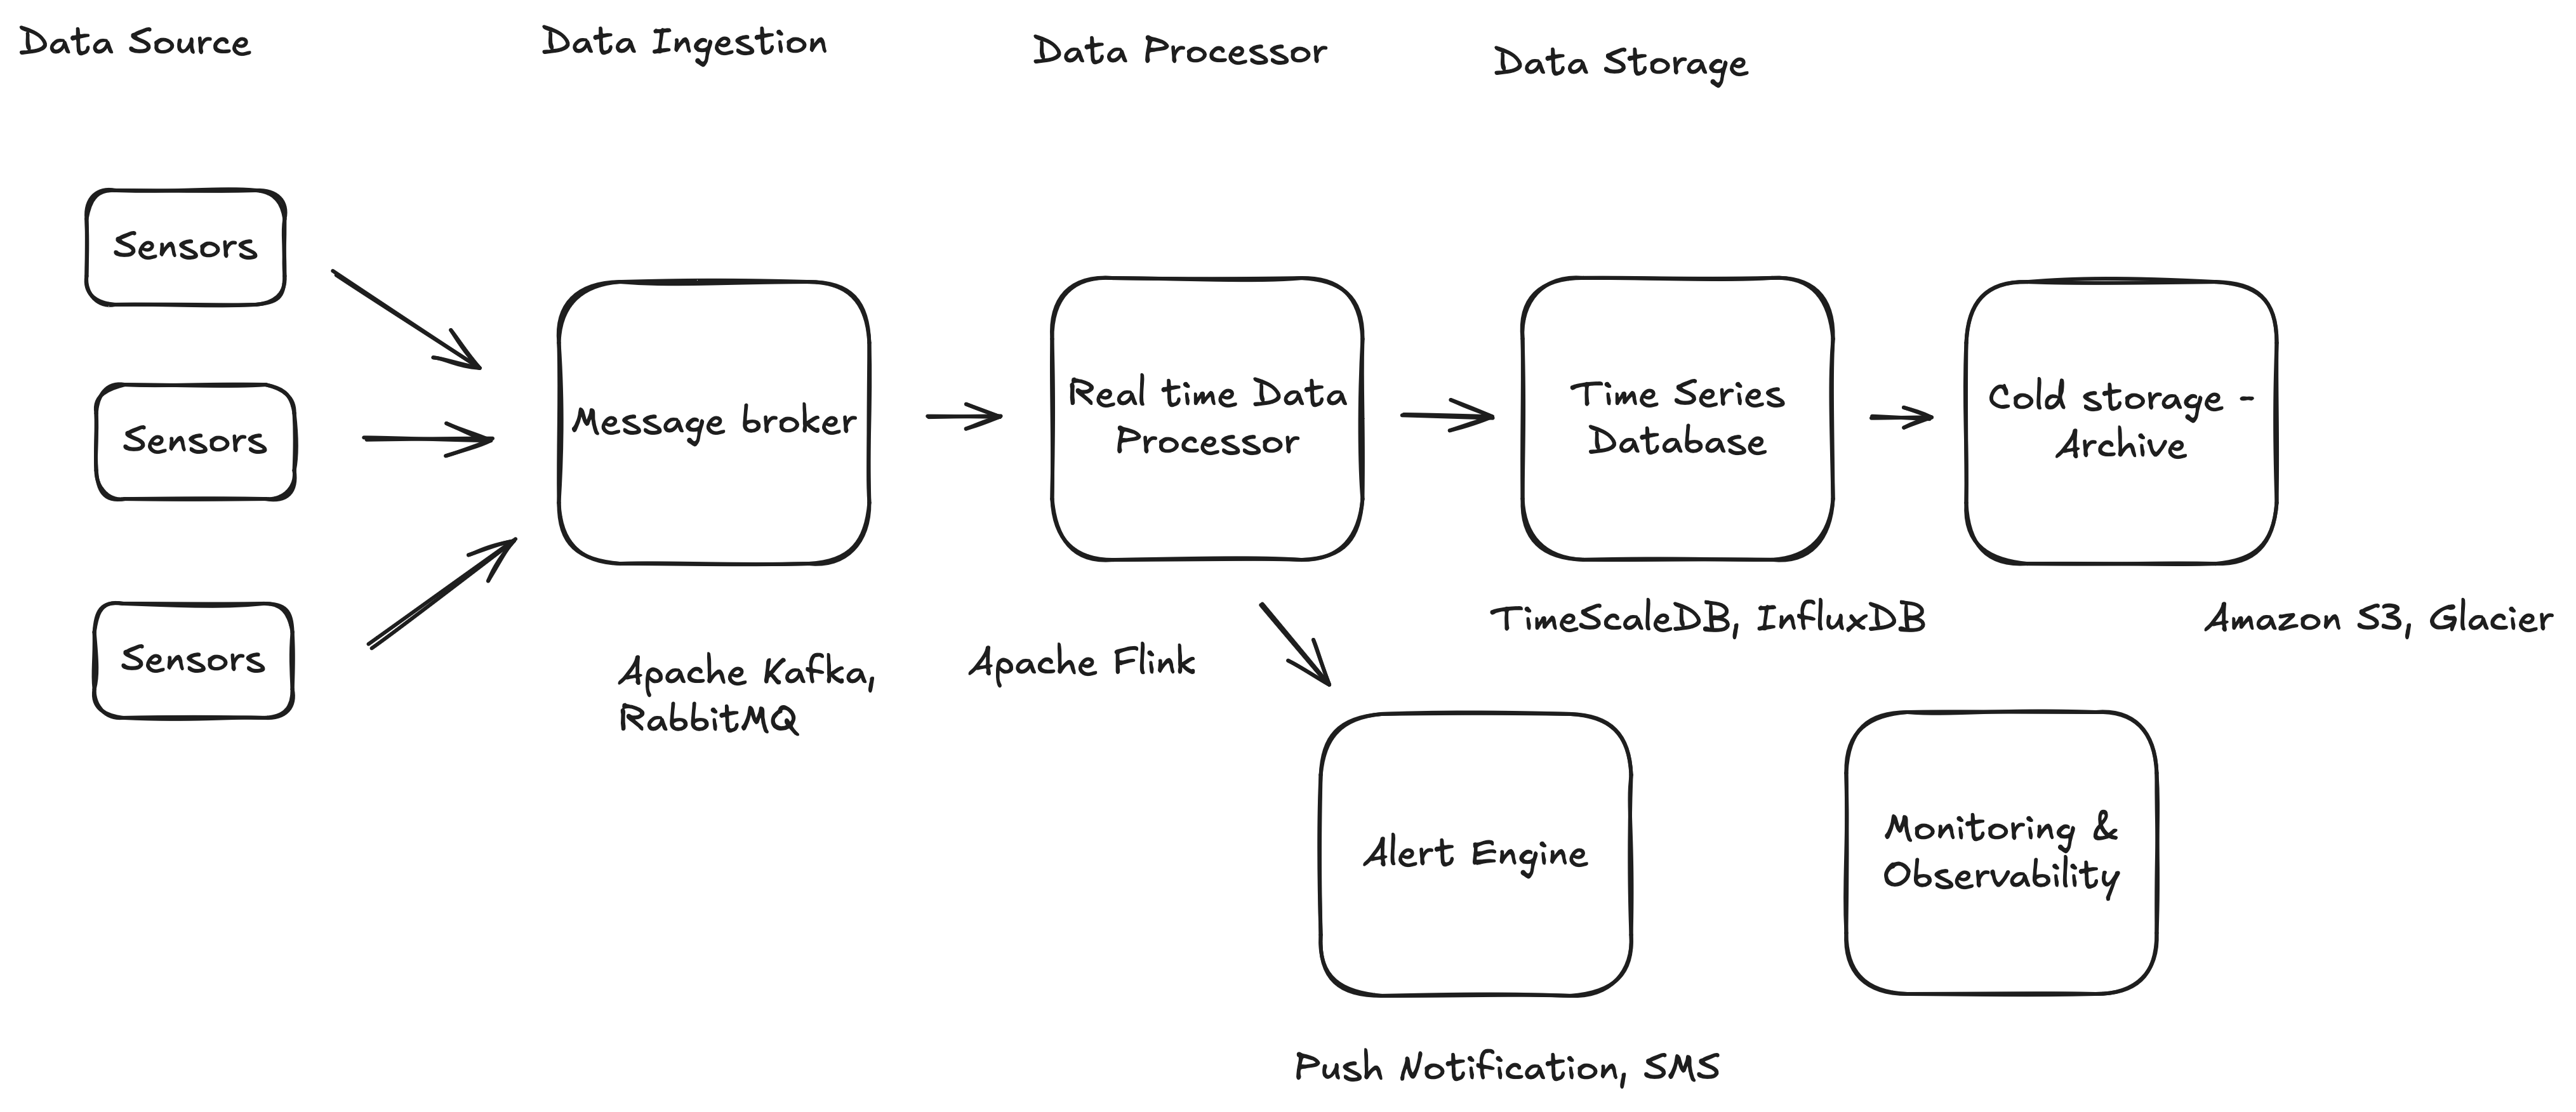 Data Source
Data Ingestion
Data Processor
Data Storage
Sensors
Sensors
Sensors
Message broker
Real time Data
Processor
Time Series
Database
Cold storage -
Archive
Apache Kafka,
RabbitMQ
Apache Flink
TimeScaleDB, InfluxDB
Amazon S3, Glacier
Alert Engine
Monitoring &
Observability
Push Notification, SMS